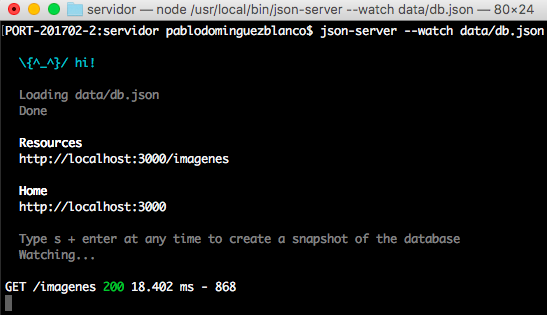 servidor — node /usr/local/bin/json-server --watch data/db.json — 80×24
[PORT-201702-2:servidor pablodominguezblanco$ json-server --watch data/db.json
\{^_^}/ hi!
Loading data/db.json
Done
Resources
http://localhost:3000/imagenes
Home
http://localhost:3000
Type s + enter at any time to create a snapshot of the database
Watching...
GET /imagenes 200 18.402 ms - 868